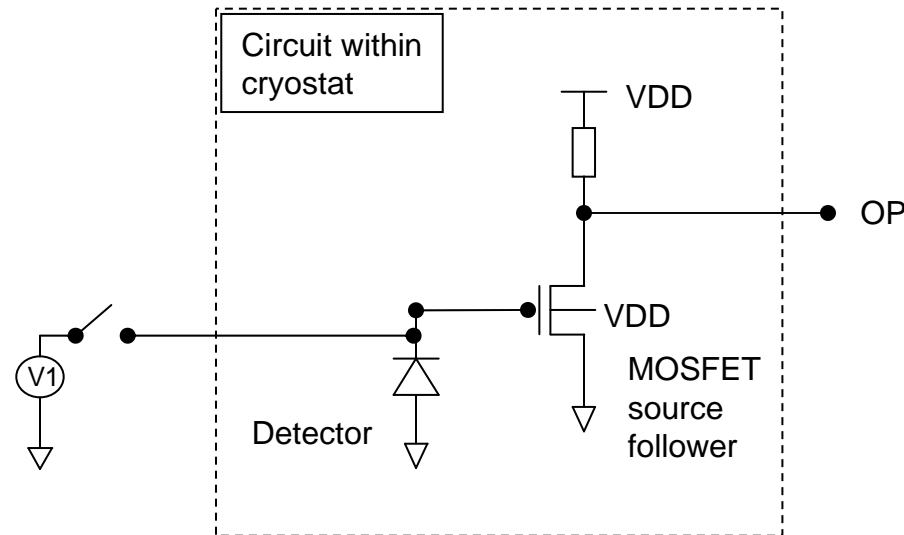 Circuit within
cryostat
VDD
OP
VDD
V1
MOSFET
source
follower
Detector